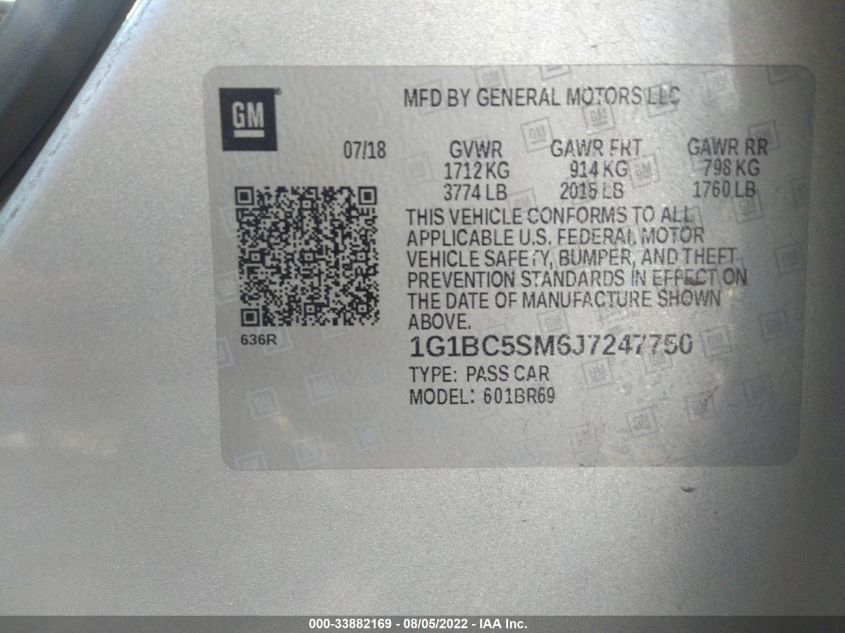 GM
MFD BY GENERAL MOTORS LLC
07/18 GVWR GAWR FRT GAWR RR
1712 KG 914 KG 798 KG
3774 LB 2015 LB 1760 LB
THIS VEHICLE CONFORMS TO ALL
APPLICABLE U.S. FEDERAL MOTOR
VEHICLE SAFETY, BUMPER, AND THEFT
PREVENTION STANDARDS IN EFFECT ON
THE DATE OF MANUFACTURE SHOWN
ABOVE.
636R
1G1BC5SM6J7247750
TYPE: PASS CAR
MODEL: 601BR69
000-33882169 - 08/05/2022 - IAA Inc.